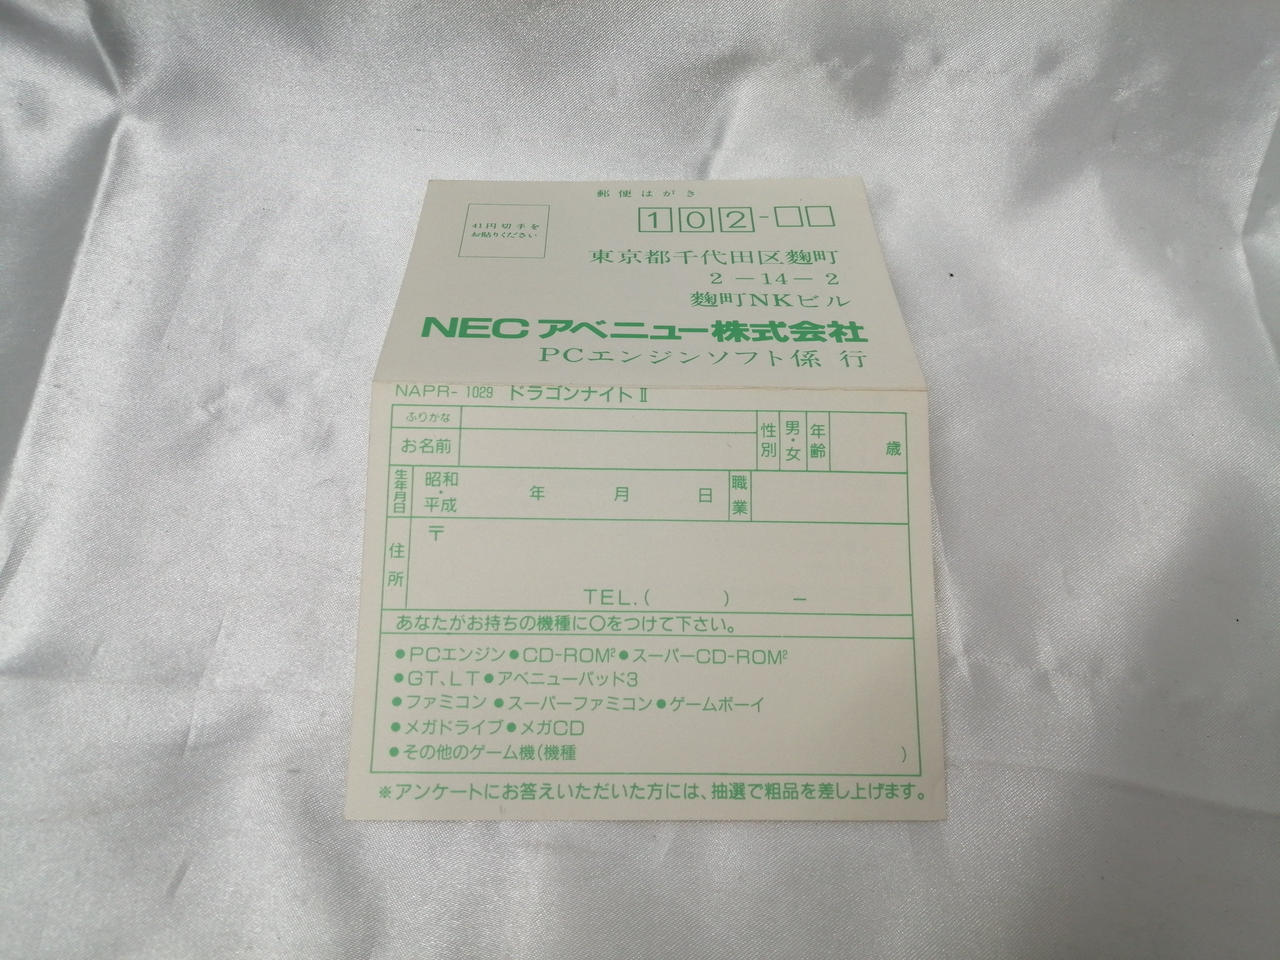 郵便はがき
41円切手を
お貼りください
102-
東京都千代田区麴町
2－14－2
麴町NKビル
NECアベニュー株式会社
PCエンジンソフト係 行
NAPR- 1029 ドラゴンナイトⅡ
ふりかな
お名前
性別
男・女
年齢
歳
生年月日
昭和・平成
年 月 日
職業
住所
〒
TEL.( ) －
あなたがお持ちの機種に○をつけて下さい。
●PCエンジン●CD-ROM²●スーパーCD-ROM²
●GT、LT●アベニューパッド3
●ファミコン●スーパーファミコン●ゲームボーイ
●メガドライブ●メガCD
●その他のゲーム機(機種 )
※アンケートにお答えいただいた方には、抽選で粗品を差し上げます。